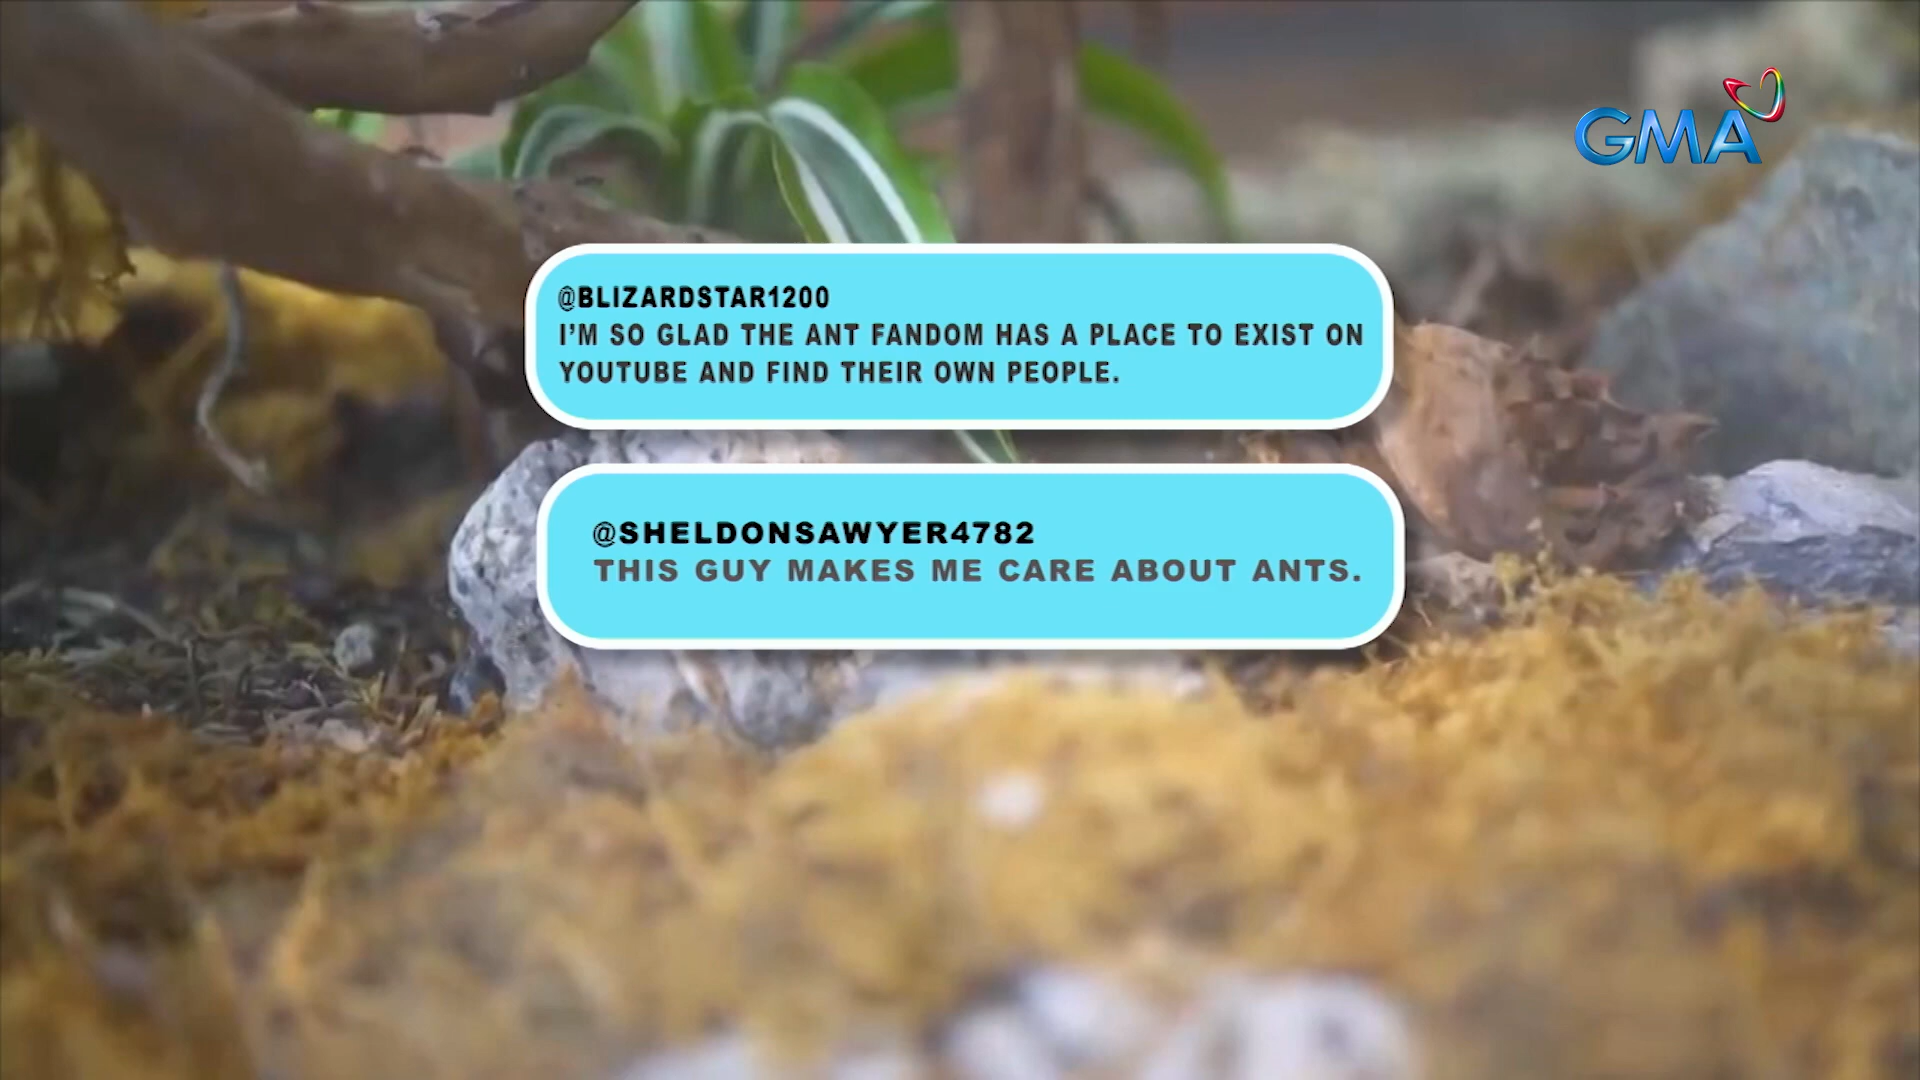 GMA
@BLIZARDSTAR1200
I'M SO GLAD THE ANT FANDOM HAS A PLACE TO EXIST ON
YOUTUBE AND FIND THEIR OWN PEOPLE.
@SHELDONSAWYER4782
THIS GUY MAKES ME CARE ABOUT ANTS.